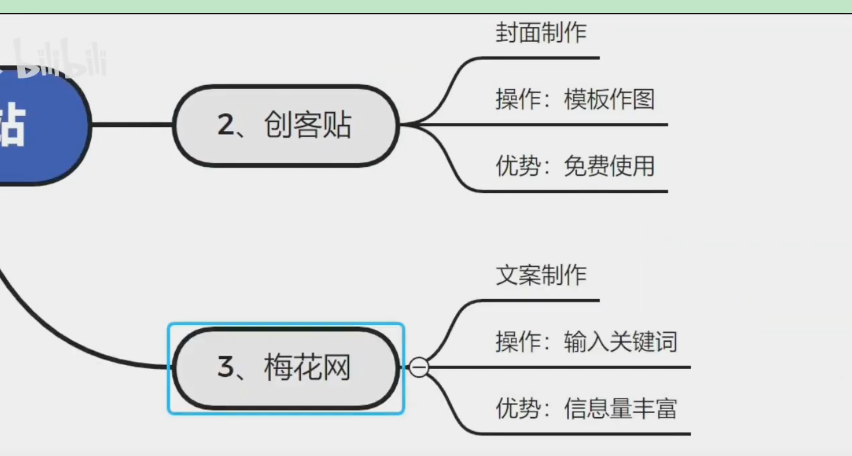 bilibili
站
2、创客贴
封面制作
操作：模板作图
优势：免费使用
3、梅花网
文案制作
操作：输入关键词
优势：信息量丰富